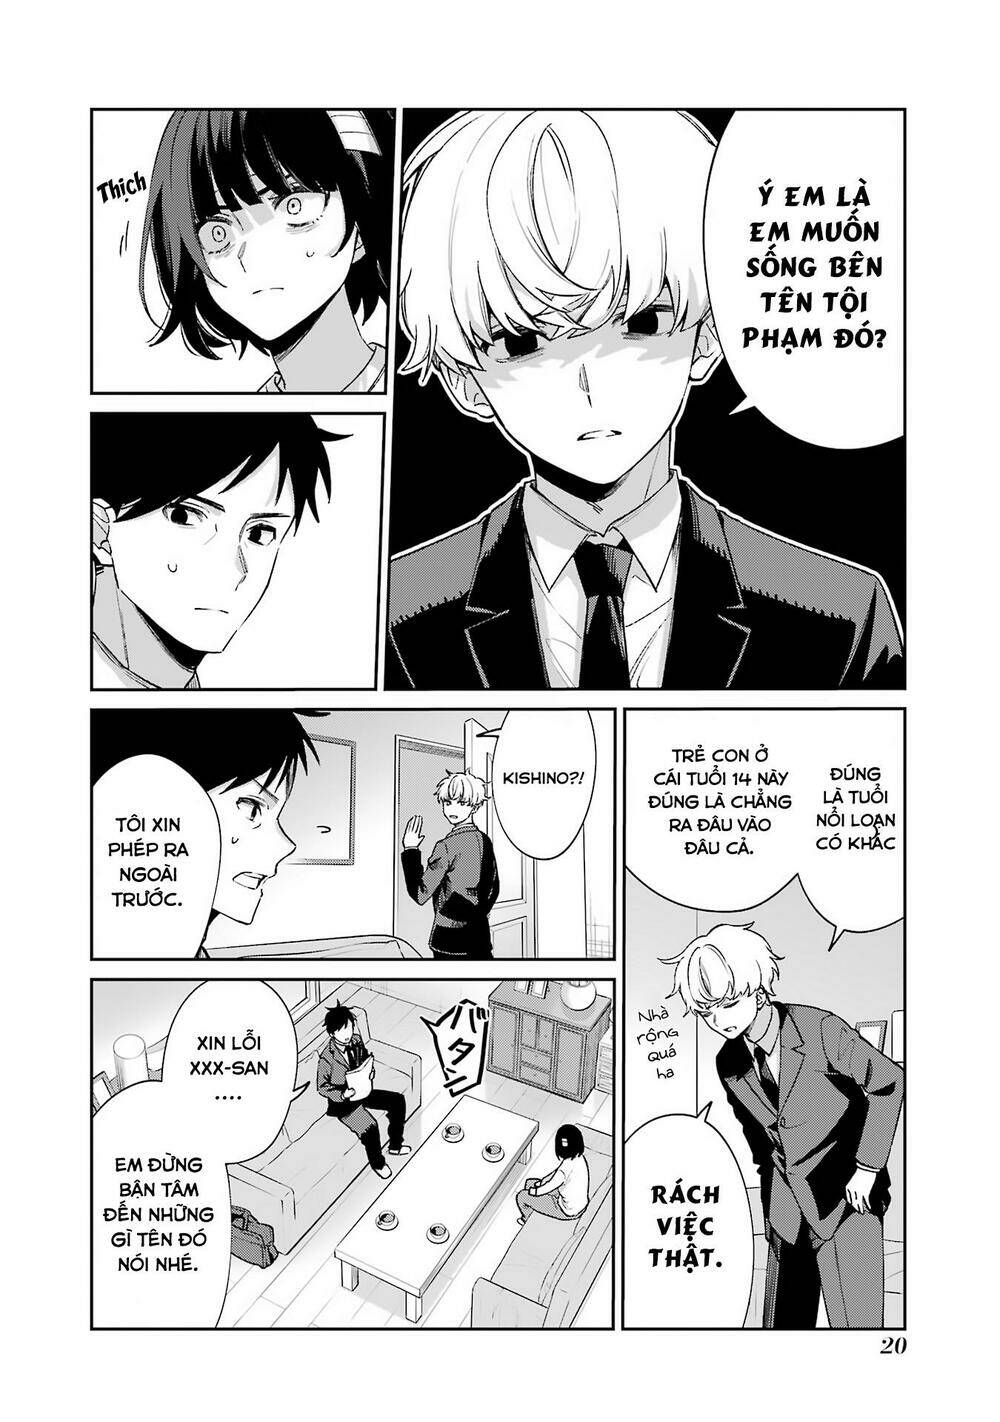 Ý EM LÀ
EM MUỐN
SỐNG BÊN
TÊN TỘI
PHẠM ĐÓ?
Thịch
ĐÚNG
LÀ TUỔI
NỔI LOẠN
CÓ KHÁC
TRẺ CON Ở
CÁI TUỔI 14 NÀY
ĐÚNG LÀ CHẲNG
RA ĐÂU VÀO
ĐÂU CẢ.
Nhà
rộng
quá
ha
RÁCH
VIỆC
THẬT.
KISHINO?!
TÔI XIN
PHÉP RA
NGOÀI
TRƯỚC.
バタン
XIN LỖI
XXX-SAN
....
EM ĐỪNG
BẬN TÂM
ĐẾN NHỮNG
GÌ TÊN ĐÓ
NÓI NHÉ.
20